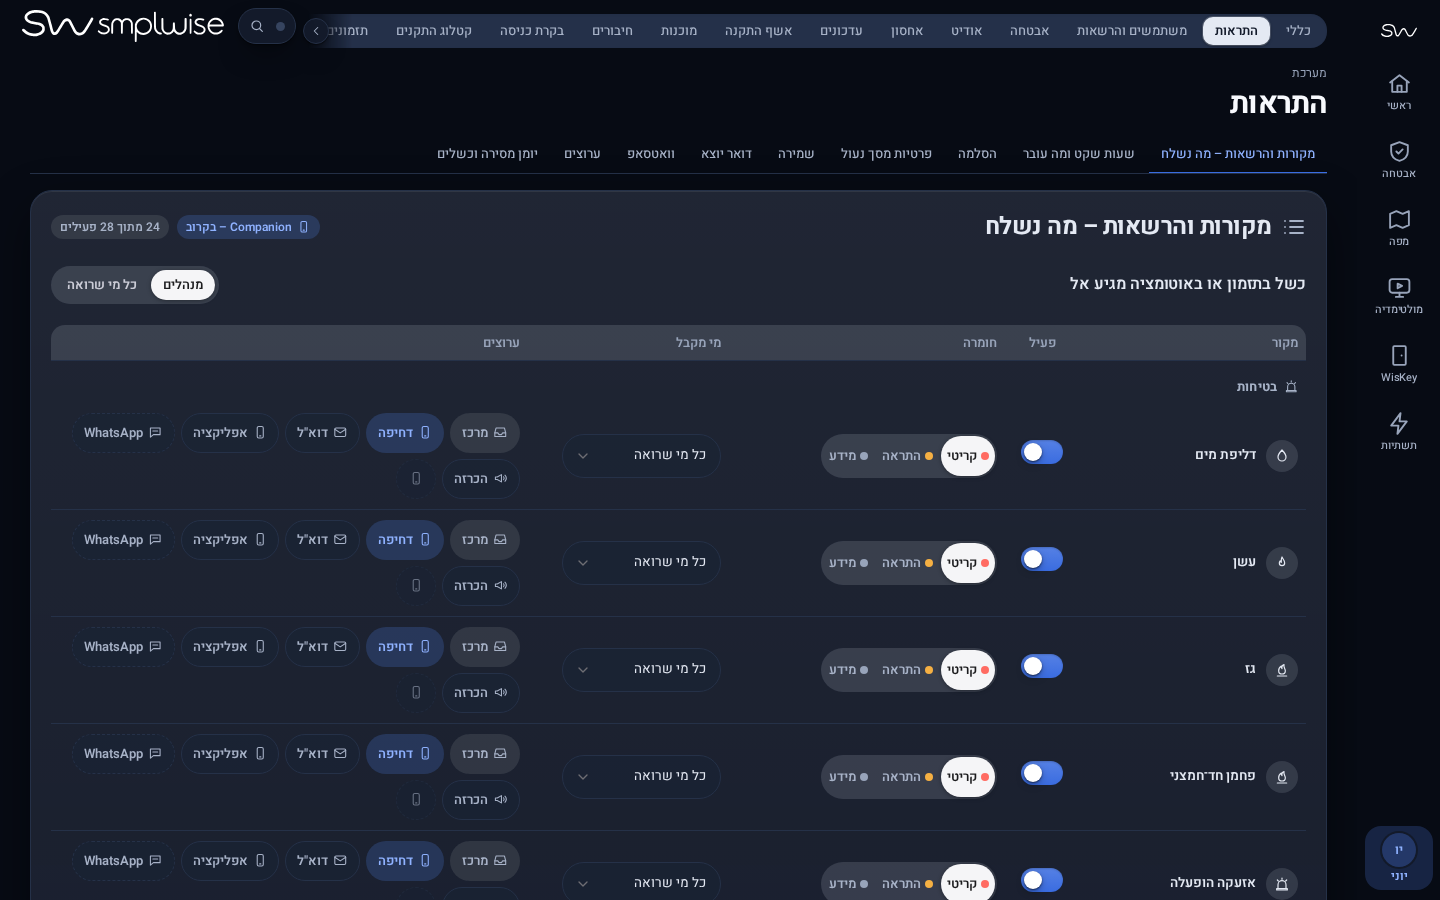 כללי
התראות
משתמשים והרשאות
אבטחה
אודיט
אחסון
עדכונים
אשף התקנה
מוכנות
חיבורים
בקרת כניסה
קטלוג התקנים
תזמונים
smplwise
ראשי
אבטחה
מפה
מולטימדיה
WisKey
תשתיות
יו
יוני
מערכת
התראות
מקורות והרשאות – מה נשלח
שעות שקט ומה עובר
הסלמה
פרטיות מסך נעול
שמירה
דואר יוצא
וואטסאפ
ערוצים
יומן מסירה וכשלים
מקורות והרשאות – מה נשלח
Companion – בקרוב
24 מתוך 28 פעילים
כשל בתזמון או באוטומציה מגיע אל
מנהלים
כל מי שרואה
מקור פעיל חומרה מי מקבל ערוצים
בטיחות
דליפת מים
קריטי התראה מידע
כל מי שרואה
מרכז דחיפה דוא"ל אפליקציה WhatsApp
הכרזה
עשן
קריטי התראה מידע
כל מי שרואה
מרכז דחיפה דוא"ל אפליקציה WhatsApp
הכרזה
גז
קריטי התראה מידע
כל מי שרואה
מרכז דחיפה דוא"ל אפליקציה WhatsApp
הכרזה
פחמן חד־חמצני
קריטי התראה מידע
כל מי שרואה
מרכז דחיפה דוא"ל אפליקציה WhatsApp
הכרזה
אזעקה הופעלה
קריטי התראה מידע
כל מי שרואה
מרכז דחיפה דוא"ל אפליקציה WhatsApp